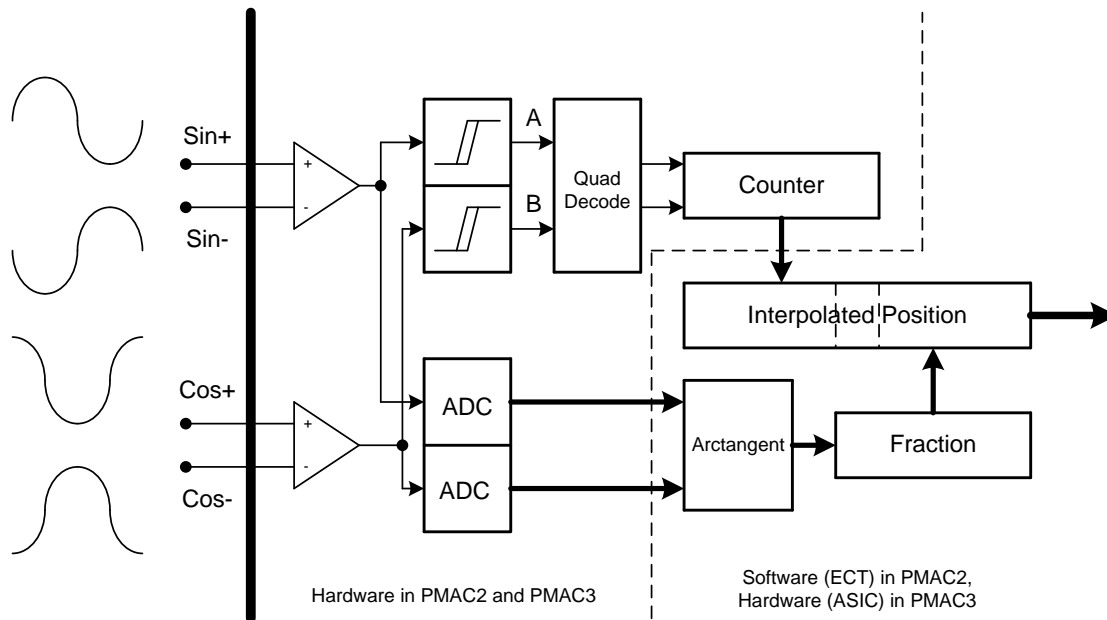 Sin+
Sin-
Cos+
Cos-
+
-
+
-
A
B
Quad
Decode
Counter
Interpolated Position
ADC
ADC
Arctangent
Fraction
Hardware in PMAC2 and PMAC3
Software (ECT) in PMAC2,
Hardware (ASIC) in PMAC3